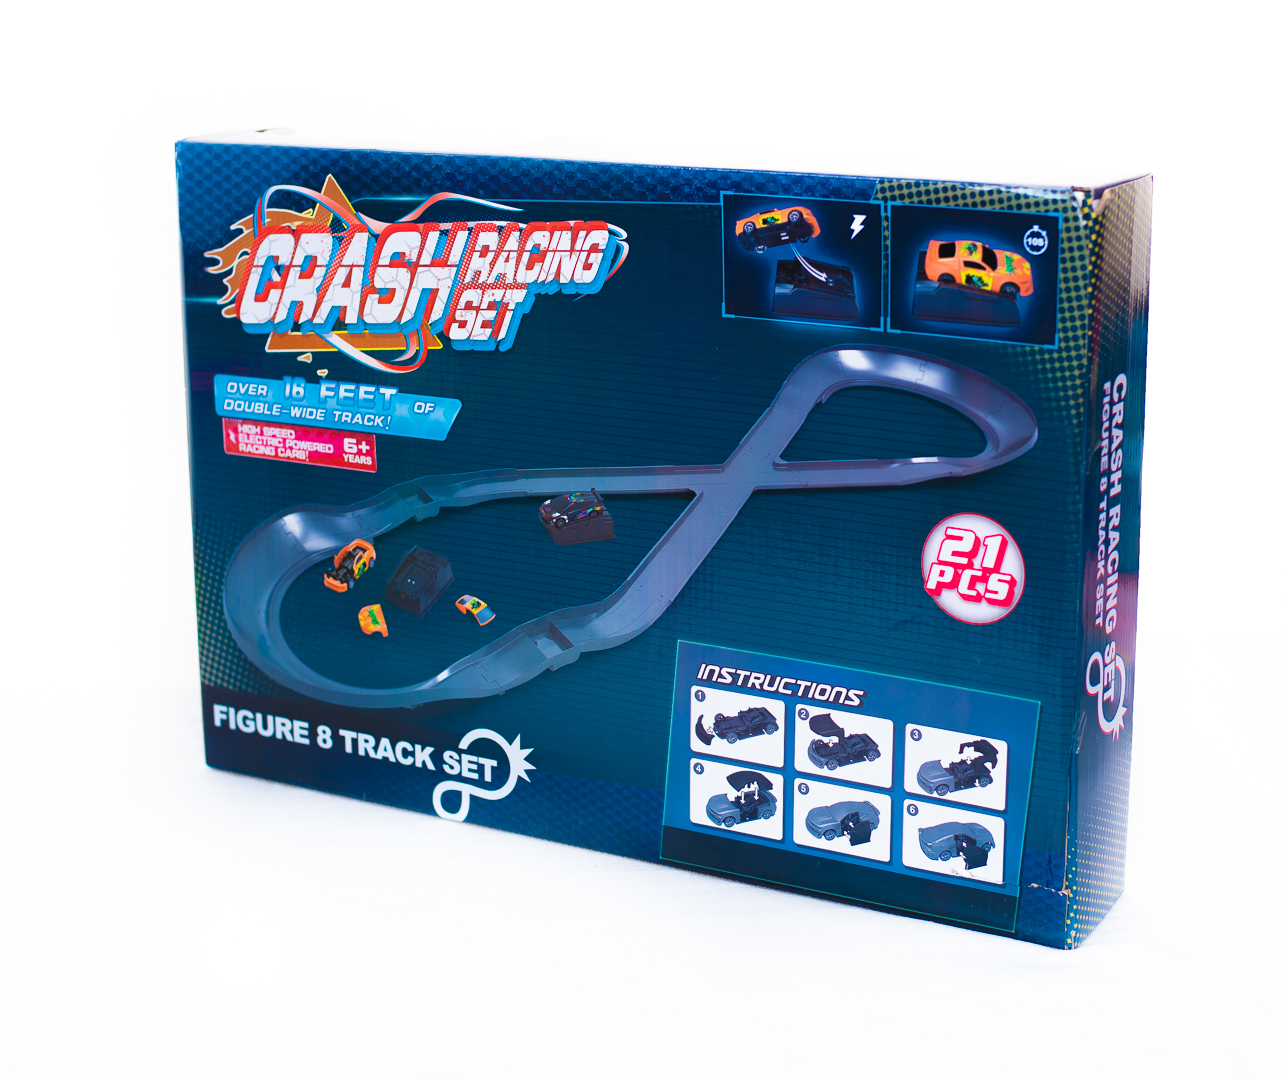 CRASH RACING
SET
10S
OVER 16 FEET OF
DOUBLE-WIDE TRACK!
HIGH SPEED
ELECTRIC POWERED
RACING CARS!
6+
YEARS
21
PCS
INSTRUCTIONS
1
2
3
4
5
6
FIGURE 8 TRACK SET
CRASH RACING SET
FIGURE 8 TRACK SET